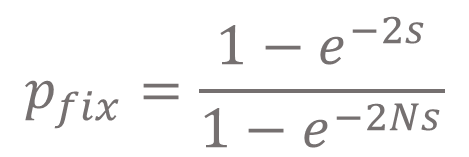 p_fix = (1 − e^(−2s)) / (1 − e^(−2Ns))